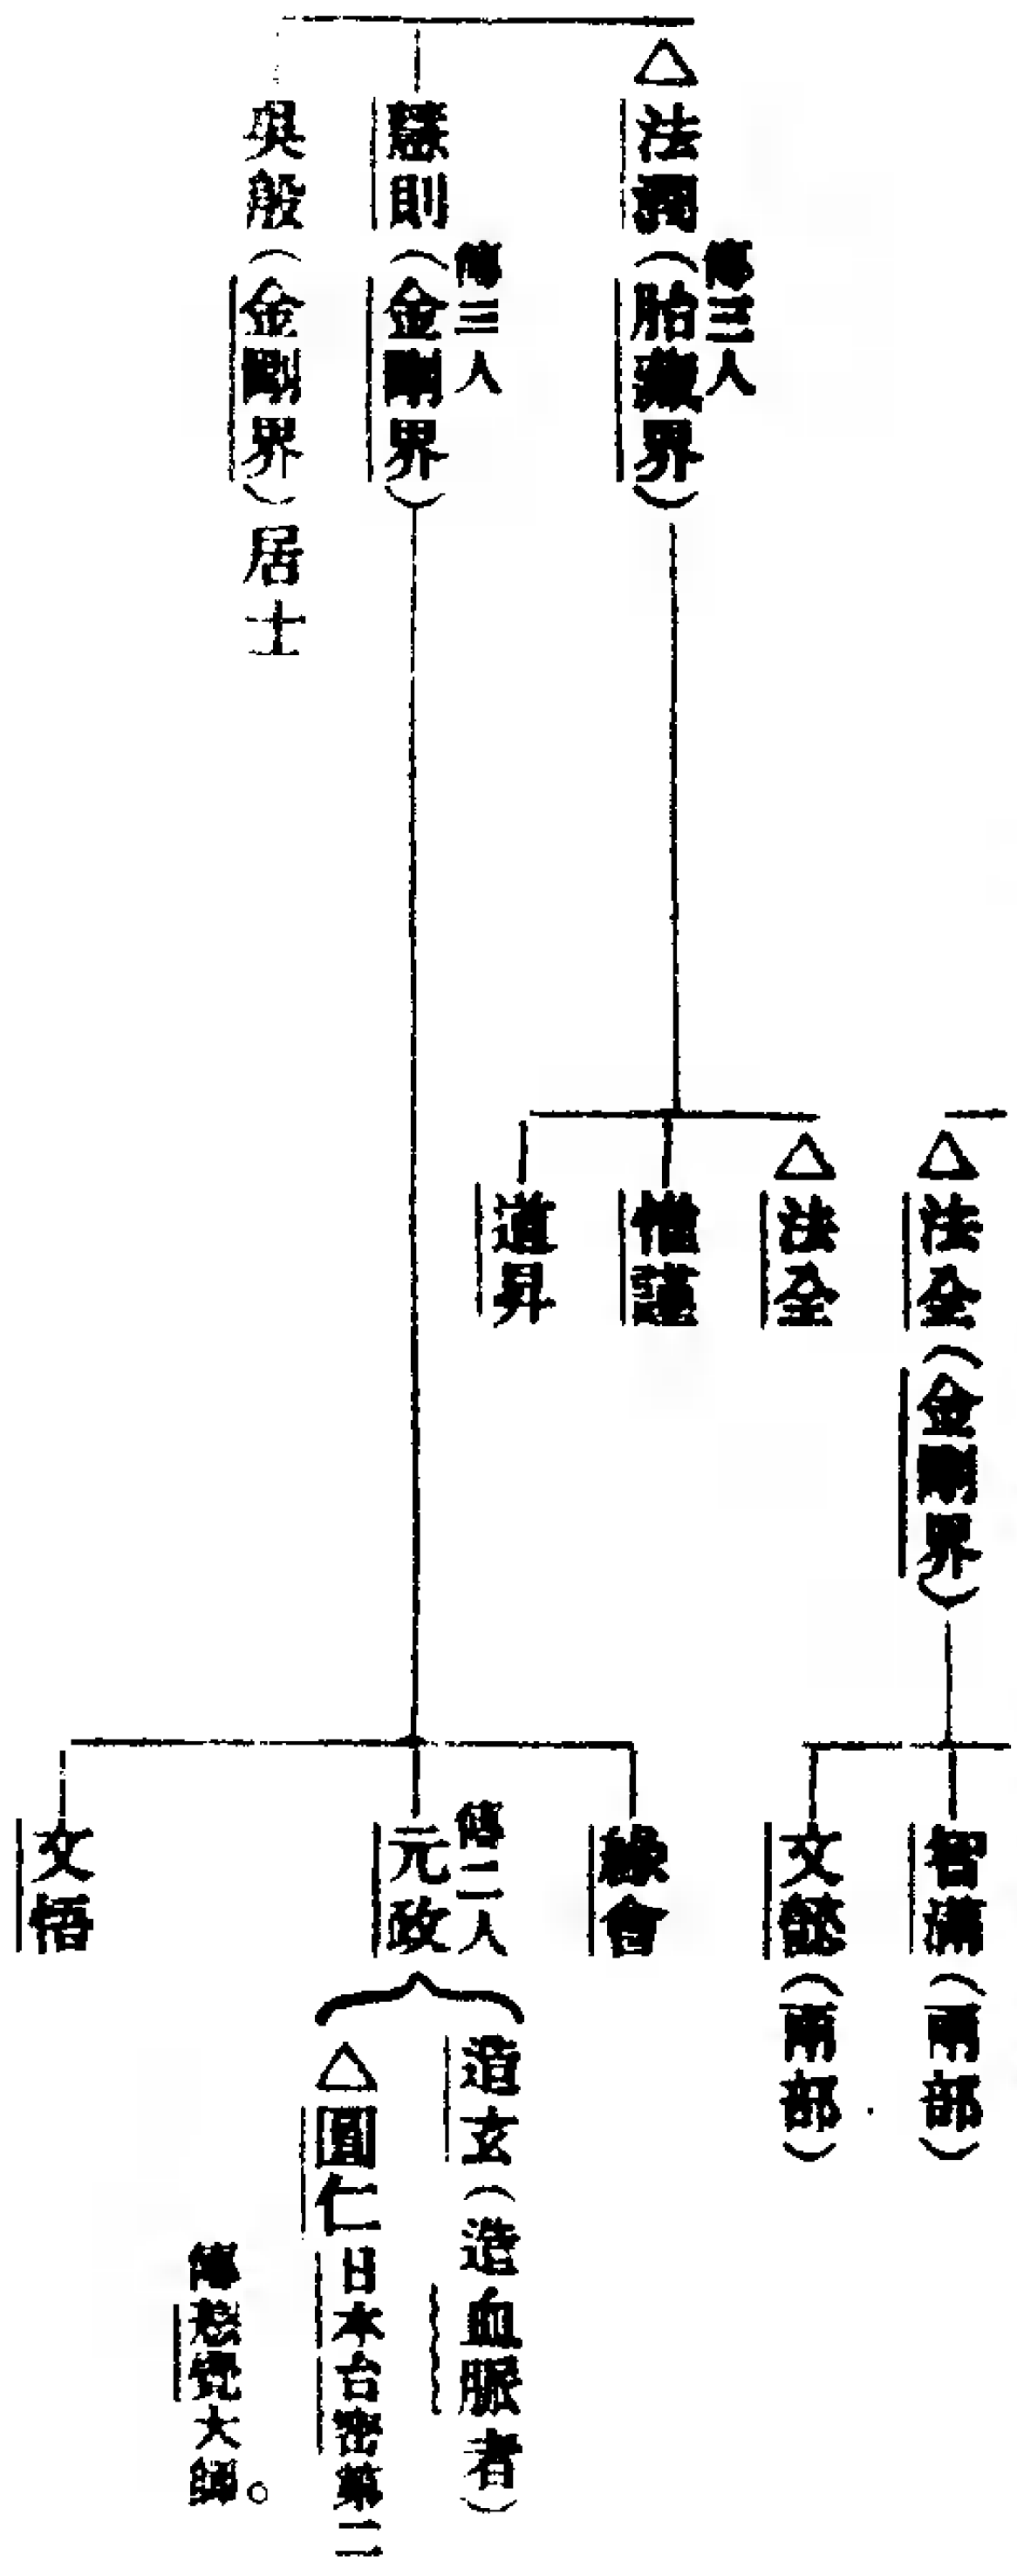 △法潤(胎藏界)
傳三人
慧則(金剛界)
傳三人
吳殷(金剛界)居士
△法全(金剛界)
△法全
惟謹
道昇
智滿(兩部)
文懿(兩部)
緣會
元政
傳二人
文悟
造玄(造血脈者)
△圓仁
日本台密第二
傳慈覺大師。